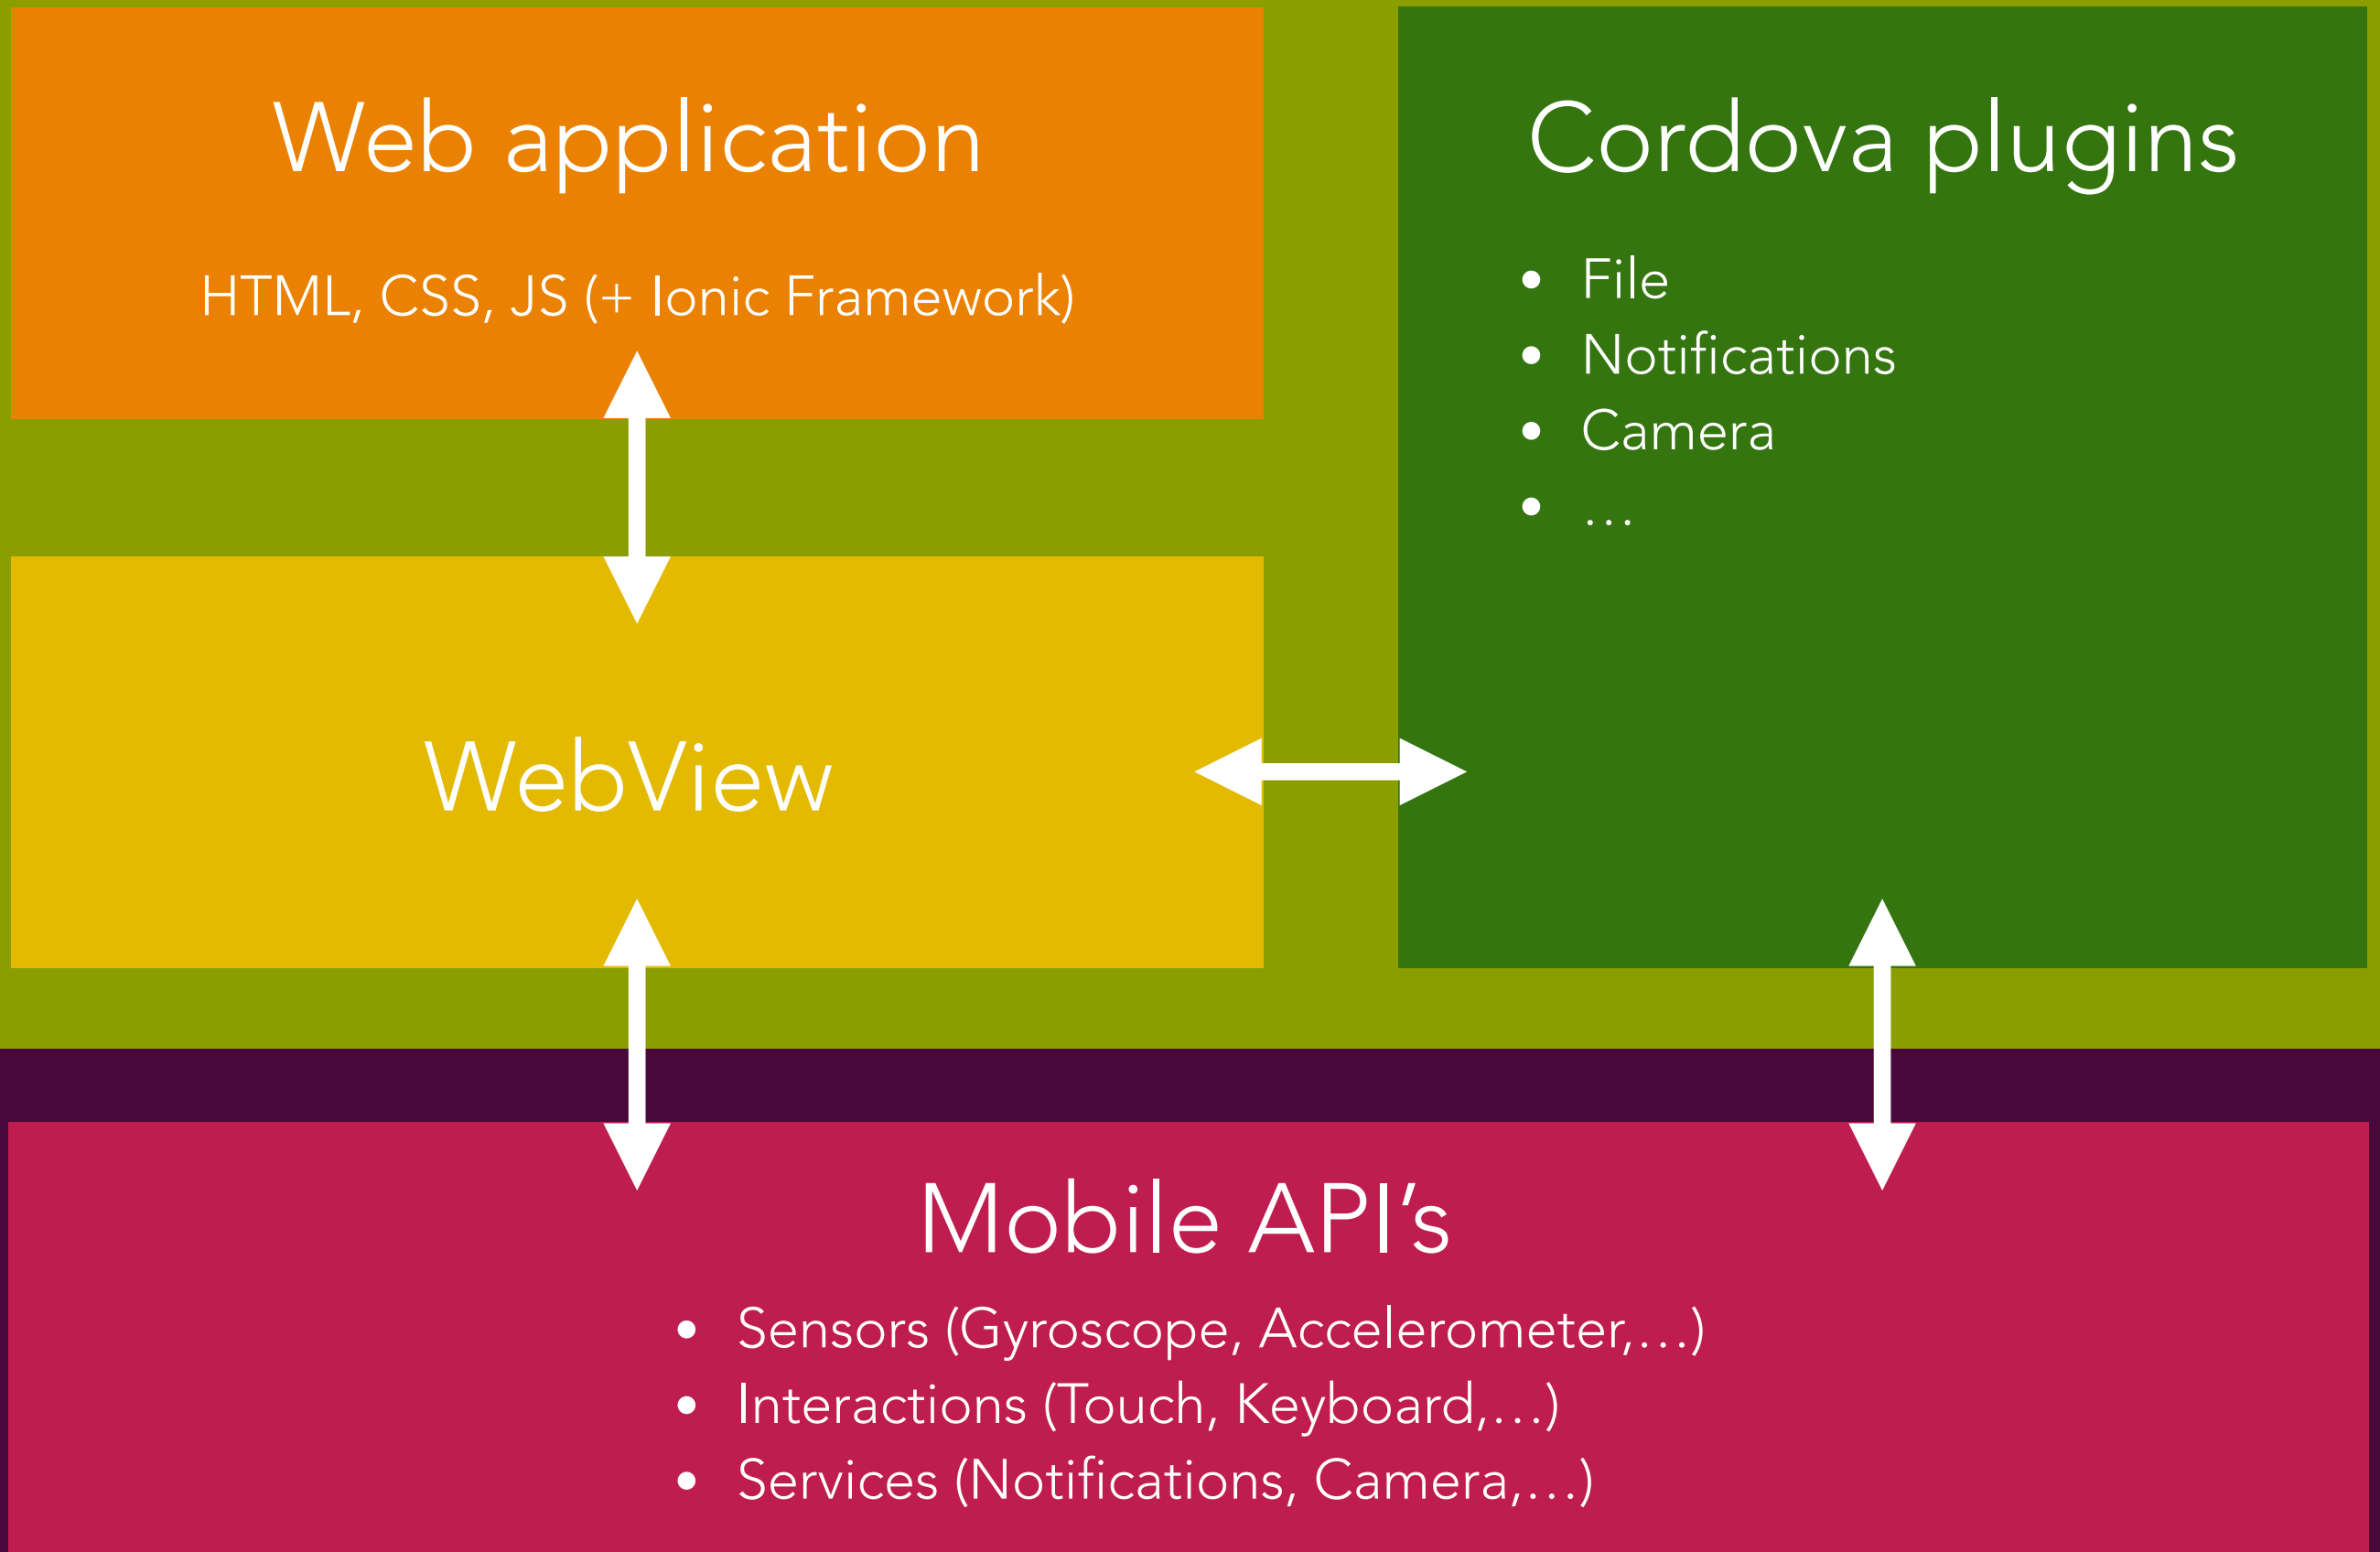 Web application
HTML, CSS, JS (+ Ionic Framework)
Cordova plugins
• File
• Notifications
• Camera
• ...
WebView
Mobile API's
• Sensors (Gyroscope, Accelerometer,...)
• Interactions (Touch, Keyboard,...)
• Services (Notifications, Camera,...)